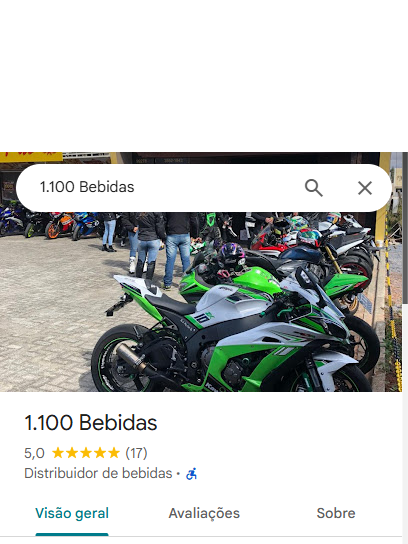 1.100 Bebidas
1.100 Bebidas
5,0 ★★★★★ (17)
Distribuidor de bebidas ·
Visão geral Avaliações Sobre